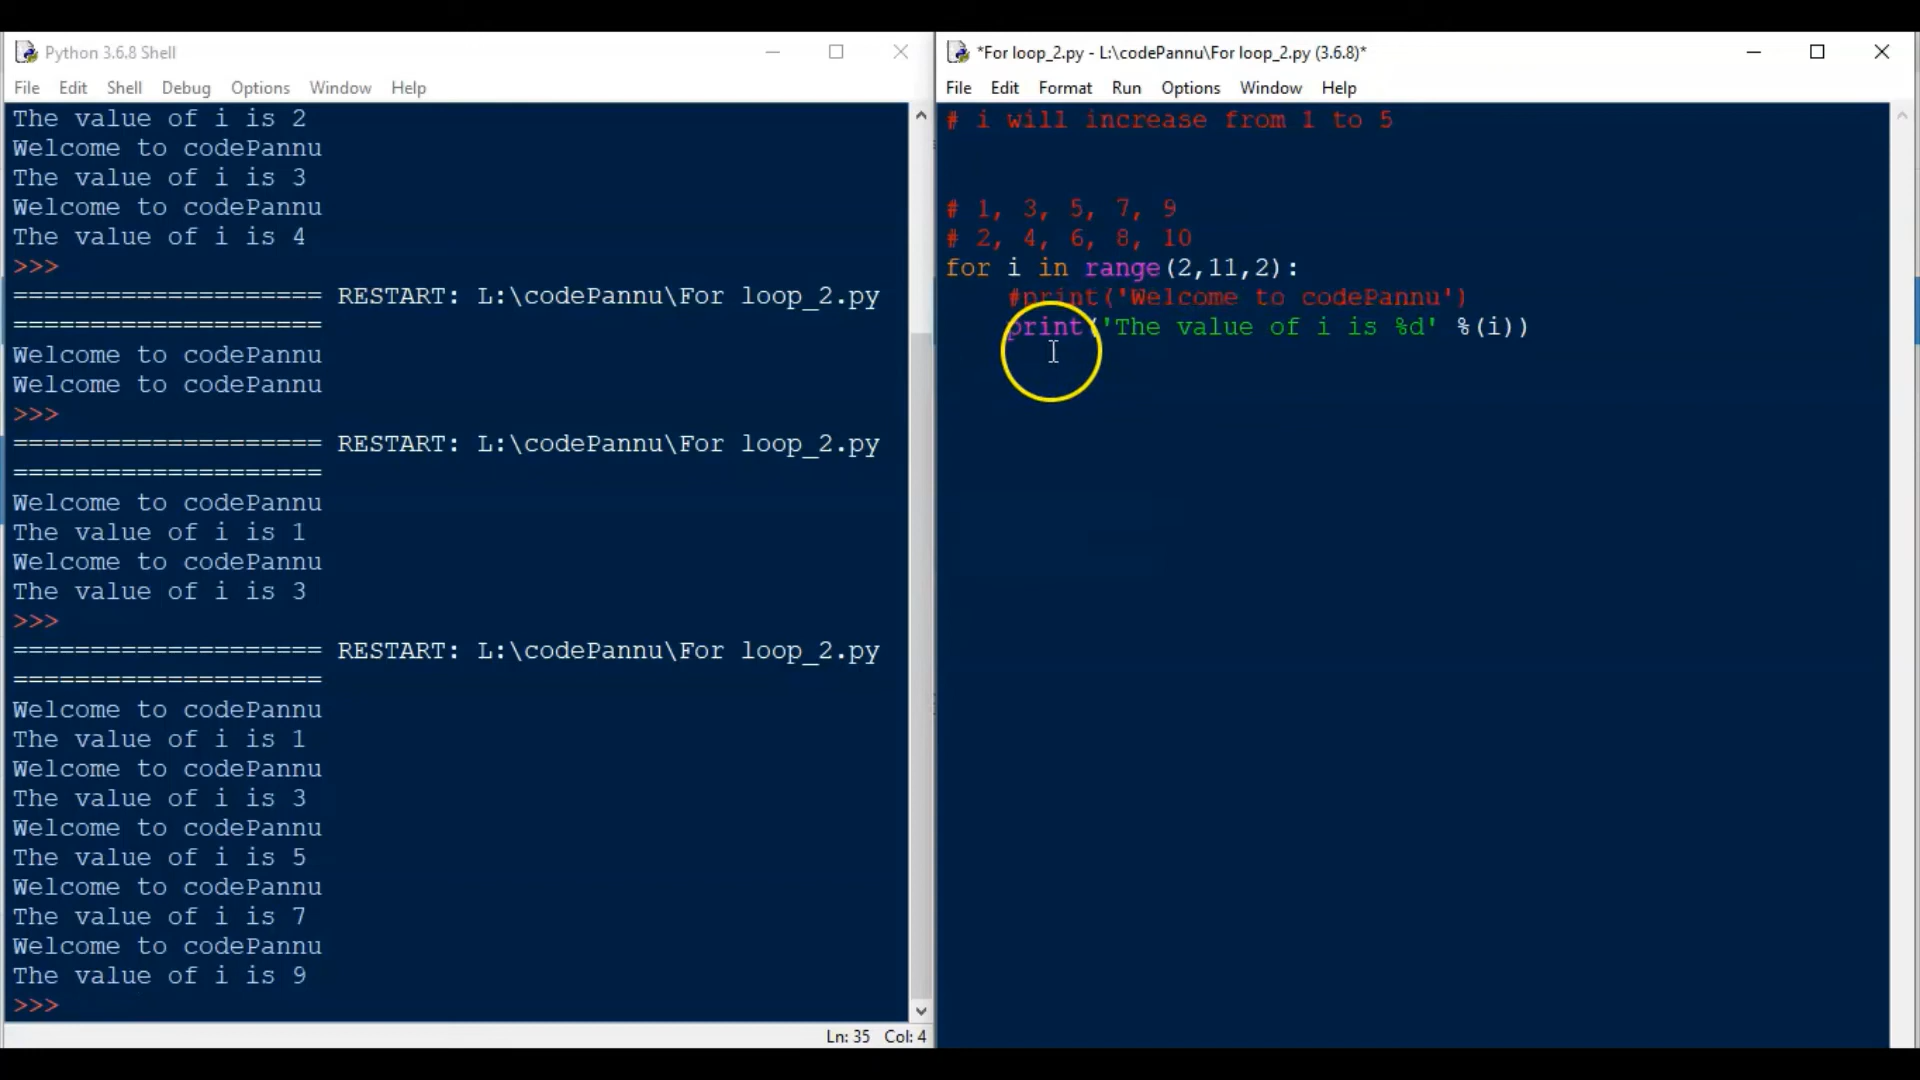 Python 3.6.8 Shell
File Edit Shell Debug Options Window Help
The value of i is 2
Welcome to codePannu
The value of i is 3
Welcome to codePannu
The value of i is 4
>>>
==================== RESTART: L:\codePannu\For loop_2.py
====================
Welcome to codePannu
Welcome to codePannu
>>>
==================== RESTART: L:\codePannu\For loop_2.py
====================
Welcome to codePannu
The value of i is 1
Welcome to codePannu
The value of i is 3
>>>
==================== RESTART: L:\codePannu\For loop_2.py
====================
Welcome to codePannu
The value of i is 1
Welcome to codePannu
The value of i is 3
Welcome to codePannu
The value of i is 5
Welcome to codePannu
The value of i is 7
Welcome to codePannu
The value of i is 9
>>>
Ln: 35 Col: 4
*For loop_2.py - L:\codePannu\For loop_2.py (3.6.8)*
File Edit Format Run Options Window Help
# i will increase from 1 to 5
# 1, 3, 5, 7, 9
# 2, 4, 6, 8, 10
for i in range(2,11,2):
    #print('Welcome to codePannu')
    print('The value of i is %d' %(i))